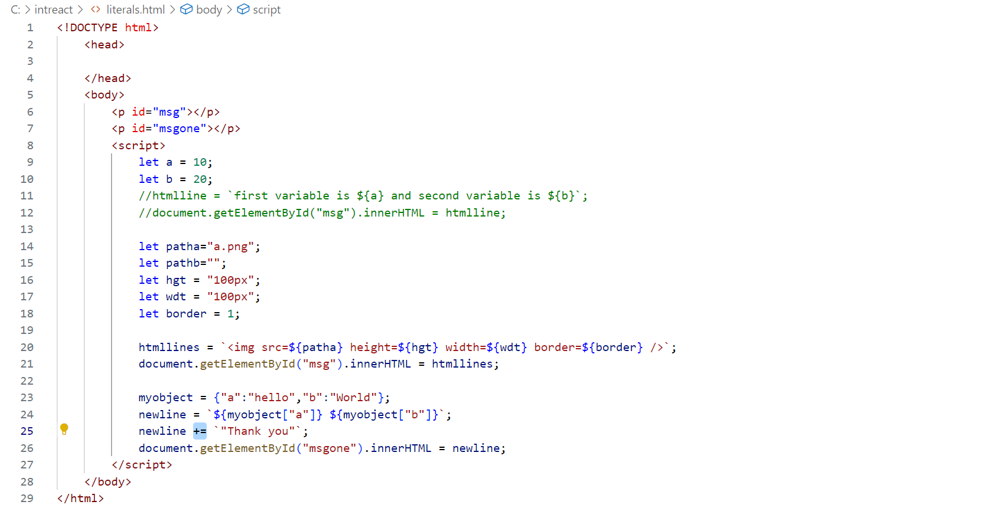 C: > intreact > <> literals.html > body > script
1 <!DOCTYPE html>
2 <head>
3
4 </head>
5 <body>
6 <p id="msg"></p>
7 <p id="msgone"></p>
8 <script>
9 let a = 10;
10 let b = 20;
11 //htmlline = `first variable is ${a} and second variable is ${b}`;
12 //document.getElementById("msg").innerHTML = htmlline;
13
14 let patha="a.png";
15 let pathb="";
16 let hgt = "100px";
17 let wdt = "100px";
18 let border = 1;
19
20 htmllines = `<img src=${patha} height=${hgt} width=${wdt} border=${border} />`;
21 document.getElementById("msg").innerHTML = htmllines;
22
23 myobject = {"a":"hello","b":"World"};
24 newline = `${myobject["a"]} ${myobject["b"]}`;
25 newline += `"Thank you"`;
26 document.getElementById("msgone").innerHTML = newline;
27 </script>
28 </body>
29 </html>